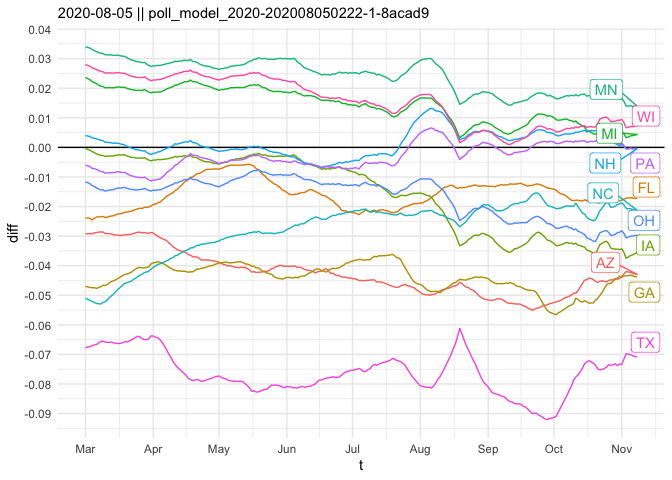 2020-08-05 || poll_model_2020-202008050222-1-8acad9
0.04
0.03
0.02
0.01
0.00
-0.01
-0.02
-0.03
-0.04
-0.05
-0.06
-0.07
-0.08
-0.09
diff
MN
WI
MI
NH
PA
NC
FL
OH
IA
AZ
GA
TX
Mar Apr May Jun Jul Aug Sep Oct Nov
t